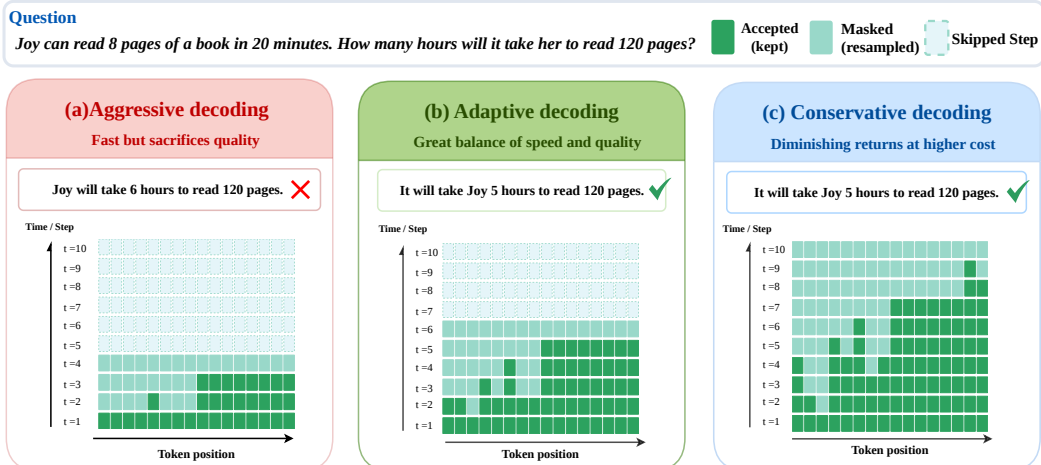 Question
Joy can read 8 pages of a book in 20 minutes. How many hours will it take her to read 120 pages?
Accepted
(kept)
Masked
(resampled)
Skipped Step
(a)Aggressive decoding
Fast but sacrifices quality
Joy will take 6 hours to read 120 pages.
Time / Step
t =10
t =9
t =8
t =7
t =6
t =5
t =4
t =3
t =2
t =1
Token position
(b) Adaptive decoding
Great balance of speed and quality
It will take Joy 5 hours to read 120 pages.
Time / Step
t =10
t =9
t =8
t =7
t =6
t =5
t =4
t =3
t =2
t =1
Token position
(c) Conservative decoding
Diminishing returns at higher cost
It will take Joy 5 hours to read 120 pages.
Time / Step
t =10
t =9
t =8
t =7
t =6
t =5
t =4
t =3
t =2
t =1
Token position